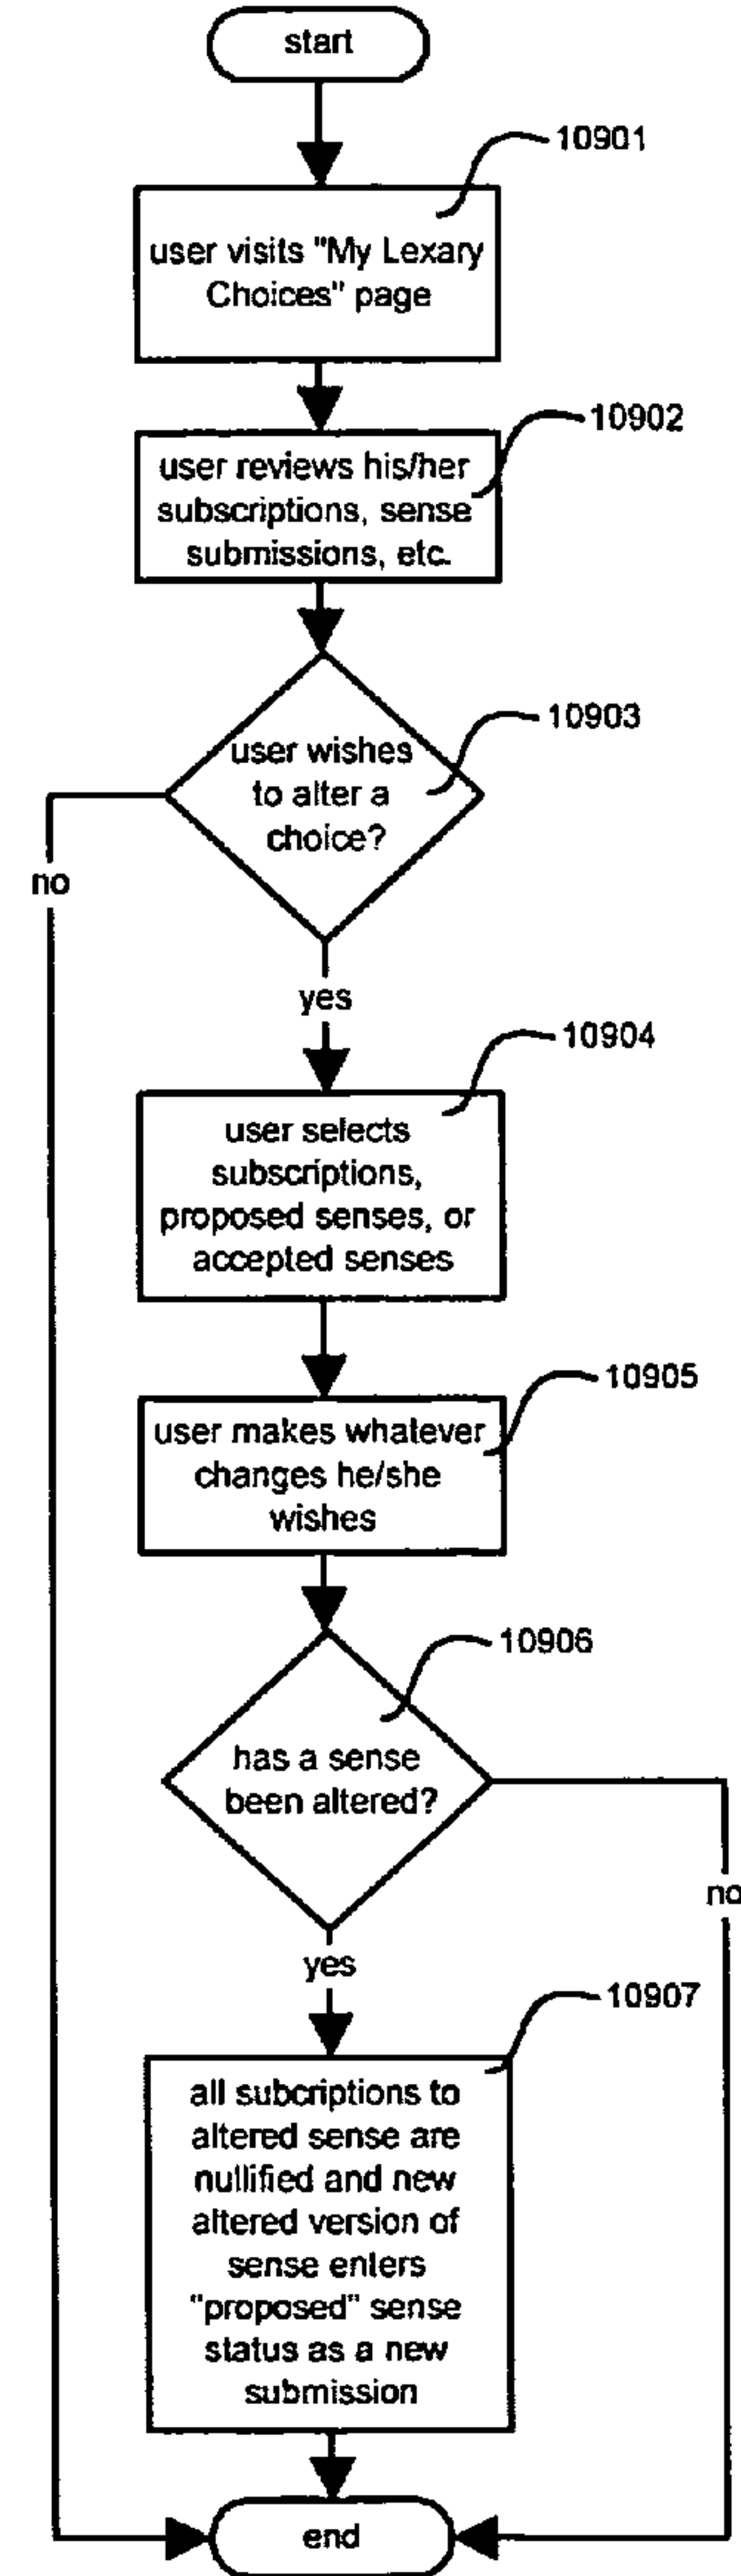 start
10901
user visits "My Lexary
Choices" page
10902
user reviews his/her
subscriptions, sense
submissions, etc.
10903
user wishes
to alter a
choice?
no
yes
10904
user selects
subscriptions,
proposed senses, or
accepted senses
10905
user makes whatever
changes he/she
wishes
10906
has a sense
been altered?
no
yes
10907
all subcriptions to
altered sense are
nullified and new
altered version of
sense enters
"proposed" sense
status as a new
submission
end